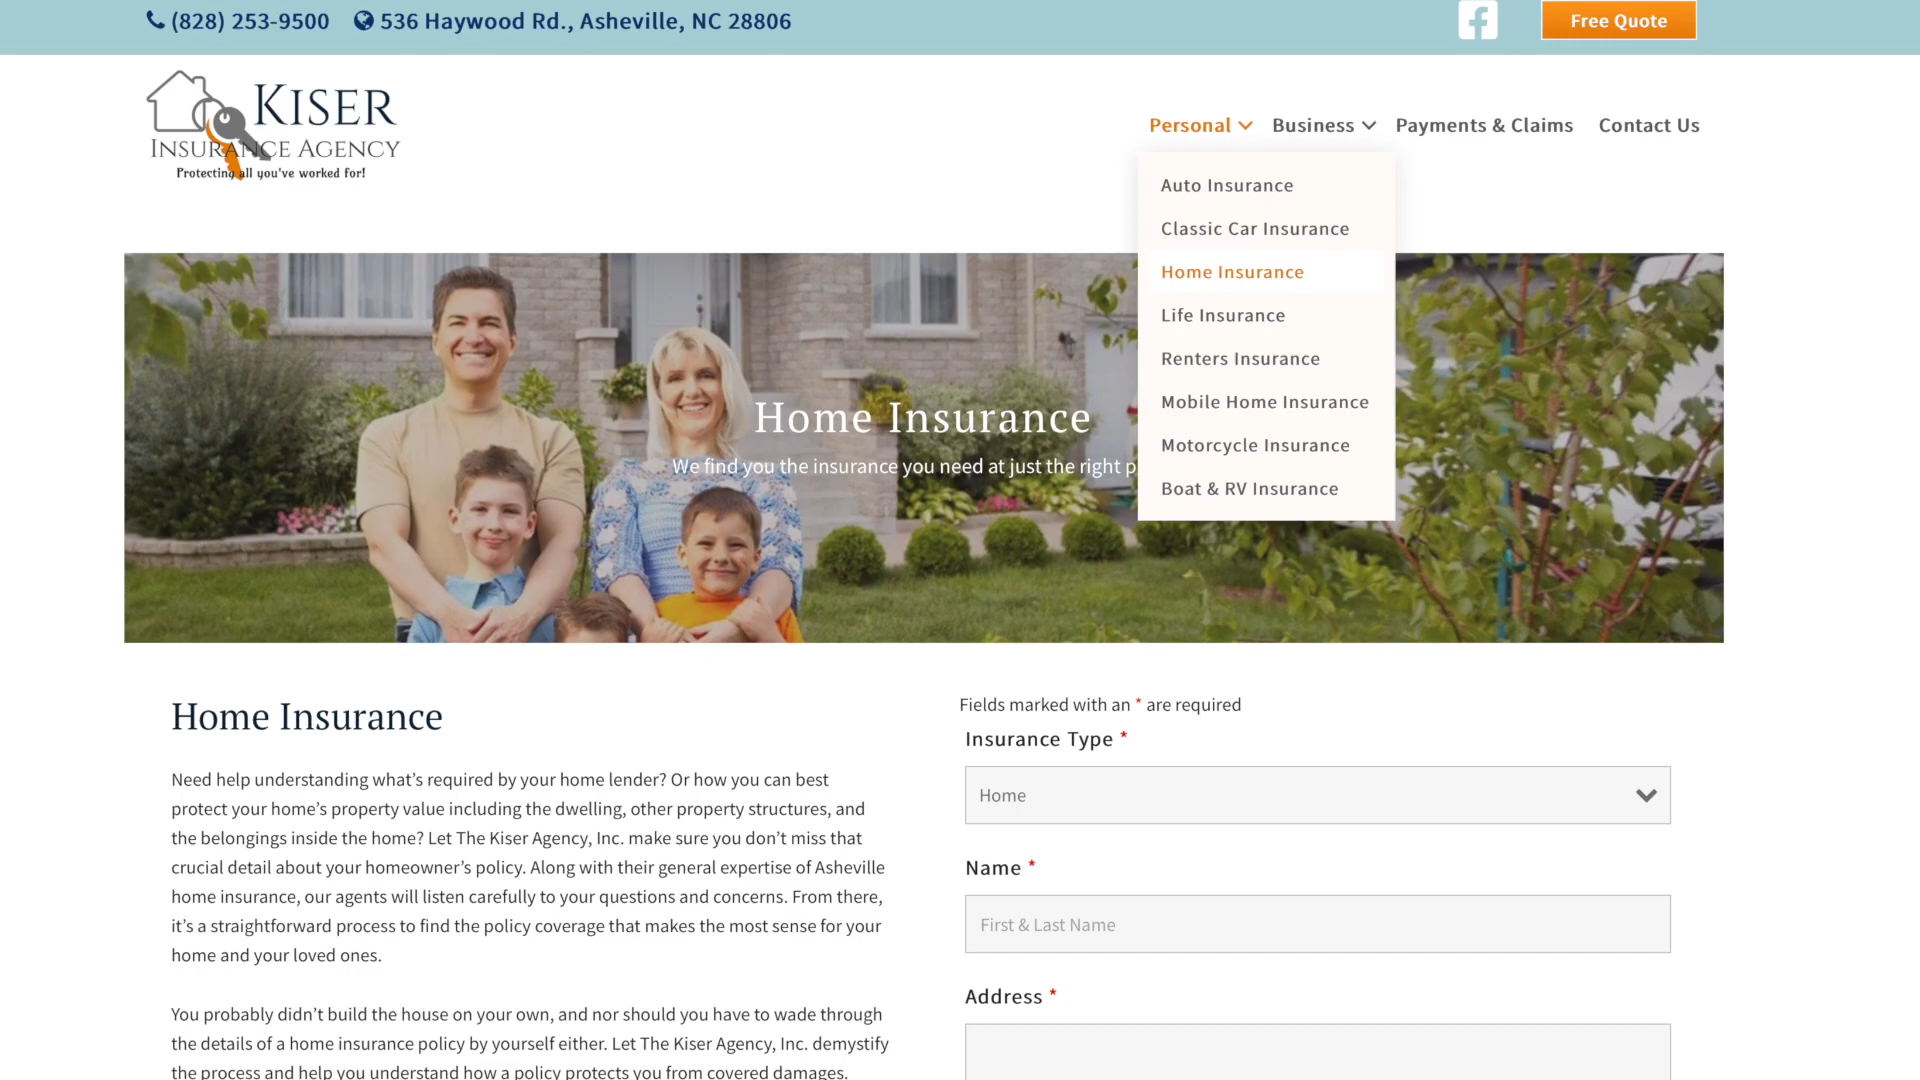 (828) 253-9500 536 Haywood Rd., Asheville, NC 28806
Free Quote
KISER
INSURANCE AGENCY
Protecting all you've worked for!
Personal Business Payments & Claims Contact Us
Auto Insurance
Classic Car Insurance
Home Insurance
Life Insurance
Renters Insurance
Mobile Home Insurance
Motorcycle Insurance
Boat & RV Insurance
Home Insurance
We find you the insurance you need at just the right p
Home Insurance
Need help understanding what’s required by your home lender? Or how you can best
protect your home’s property value including the dwelling, other property structures, and
the belongings inside the home? Let The Kiser Agency, Inc. make sure you don’t miss that
crucial detail about your homeowner’s policy. Along with their general expertise of Asheville
home insurance, our agents will listen carefully to your questions and concerns. From there,
it’s a straightforward process to find the policy coverage that makes the most sense for your
home and your loved ones.
You probably didn’t build the house on your own, and nor should you have to wade through
the details of a home insurance policy by yourself either. Let The Kiser Agency, Inc. demystify
the process and help you understand how a policy protects you from covered damages.
Fields marked with an * are required
Insurance Type *
Home
Name *
First & Last Name
Address *